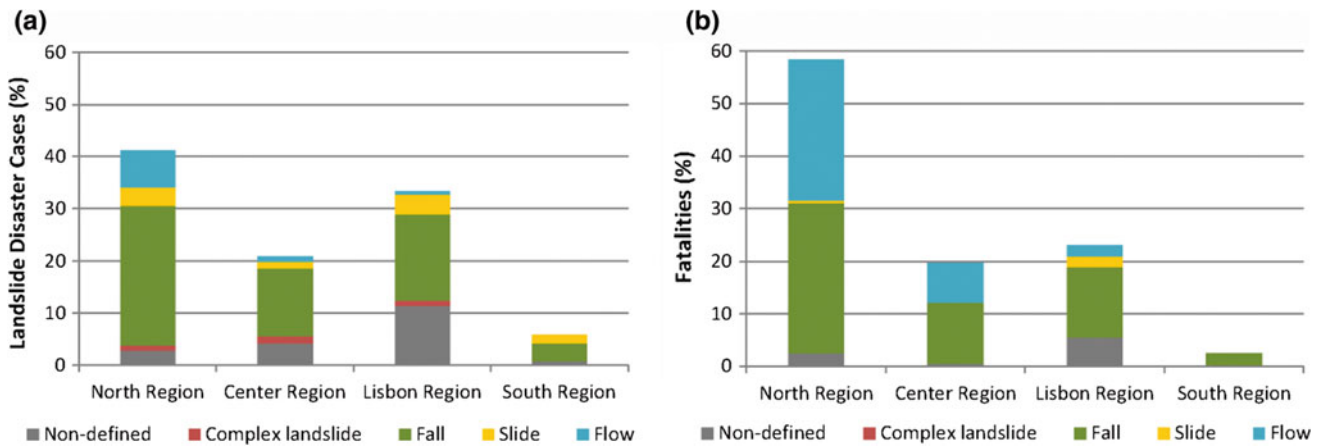 (a)
Landslide Disaster Cases (%)
60
50
40
30
20
10
0
North Region Center Region Lisbon Region South Region
Non-defined Complex landslide Fall Slide Flow
(b)
Fatalities (%)
60
50
40
30
20
10
0
North Region Center Region Lisbon Region South Region
Non-defined Complex landslide Fall Slide Flow